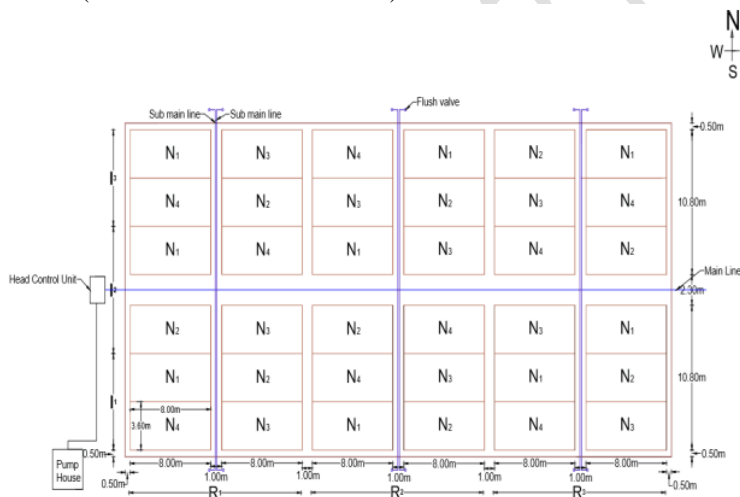 N
W
S
Flush valve
Sub main line Sub main line
0.50m
N1 N3 N4 N1 N2 N1
N4 N2 N3 N2 N3 N4
10.80m
N1 N4 N1 N3 N4 N2
Head Control Unit
Main Line
2.30m
N2 N3 N2 N4 N3 N1
N1 N2 N4 N3 N1 N2
10.80m
8.00m
3.60m
N4 N3 N1 N2 N4 N3
0.50m
0.50m
8.00m 8.00m 8.00m 8.00m 8.00m 8.00m
Pump
House
0.50m
1.00m 1.00m 1.00m 1.00m 1.00m
0.50m
R1 R2 R3